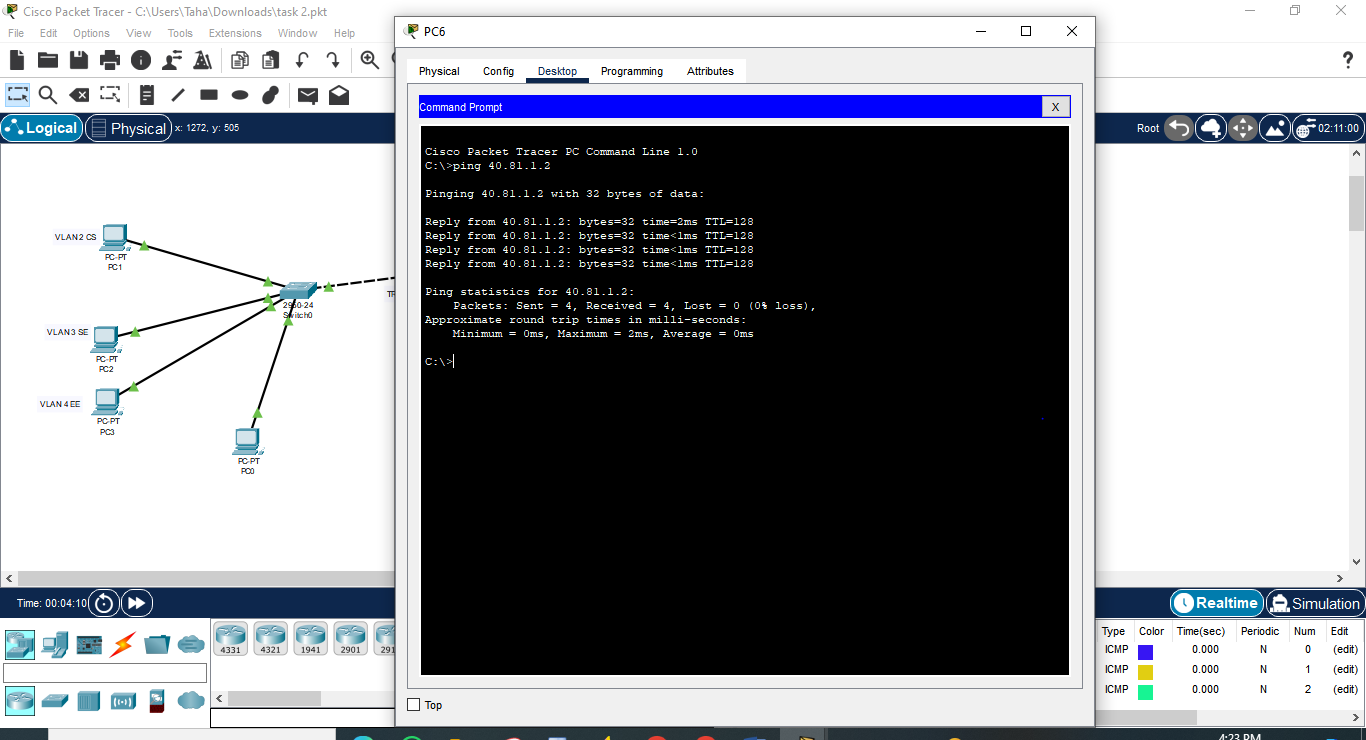 Cisco Packet Tracer - C:\Users\Taha\Downloads\task 2.pkt
File Edit Options View Tools Extensions Window Help
Logical Physical x: 1272, y: 505
Root 02:11:00
VLAN 2 CS
PC-PT
PC1
2960-24
Switch0
VLAN 3 SE
PC-PT
PC2
VLAN 4 EE
PC-PT
PC3
PC-PT
PC0
PC6
Physical Config Desktop Programming Attributes
Command Prompt X
Cisco Packet Tracer PC Command Line 1.0
C:\>ping 40.81.1.2
Pinging 40.81.1.2 with 32 bytes of data:
Reply from 40.81.1.2: bytes=32 time=2ms TTL=128
Reply from 40.81.1.2: bytes=32 time<1ms TTL=128
Reply from 40.81.1.2: bytes=32 time<1ms TTL=128
Reply from 40.81.1.2: bytes=32 time<1ms TTL=128
Ping statistics for 40.81.1.2:
Packets: Sent = 4, Received = 4, Lost = 0 (0% loss),
Approximate round trip times in milli-seconds:
Minimum = 0ms, Maximum = 2ms, Average = 0ms
C:\>
Top
Time: 00:04:10
Realtime Simulation
4331 4321 1941 2901 291
Type Color Time(sec) Periodic Num Edit
ICMP 0.000 N 0 (edit)
ICMP 0.000 N 1 (edit)
ICMP 0.000 N 2 (edit)
4:23 PM